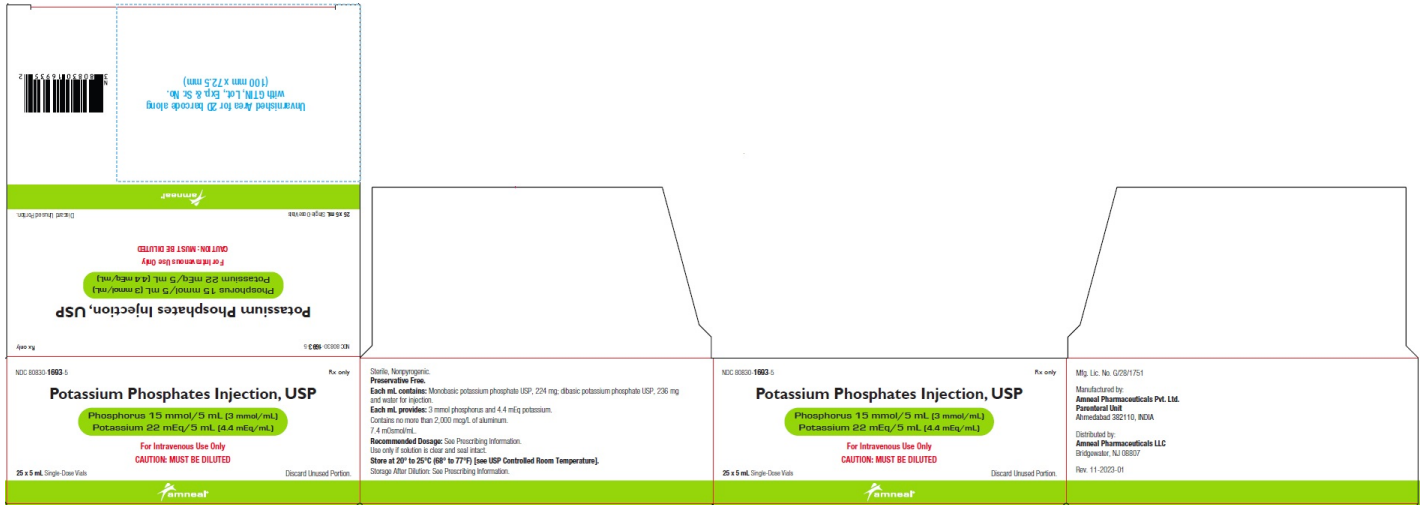 NDC 80830-1693-5
Rx only
Potassium Phosphates Injection, USP
Phosphorus 15 mmol/5 mL (3 mmol/mL)
Potassium 22 mEq/5 mL (4.4 mEq/mL)
For Intravenous Use Only
CAUTION: MUST BE DILUTED
25 x 5 mL Single-Dose Vials
Discard Unused Portion.
amneal
Unvarnished Area for 2D barcode along
with GTIN, Lot., Exp. & Sr. No.
(100 mm x 72.5 mm)
N
3 80830 16935 2
NDC 80830-1693-5
Rx only
Potassium Phosphates Injection, USP
Phosphorus 15 mmol/5 mL (3 mmol/mL)
Potassium 22 mEq/5 mL (4.4 mEq/mL)
For Intravenous Use Only
CAUTION: MUST BE DILUTED
25 x 5 mL Single-Dose Vials
Discard Unused Portion.
amneal
Sterile, Nonpyrogenic.
Preservative Free.
Each mL contains: Monobasic potassium phosphate USP, 224 mg; dibasic potassium phosphate USP, 236 mg
and water for injection.
Each mL provides: 3 mmol phosphorus and 4.4 mEq potassium.
Contains no more than 2,000 mcg/L of aluminum.
7.4 mOsmol/mL.
Recommended Dosage: See Prescribing Information.
Use only if solution is clear and seal intact.
Store at 20° to 25°C (68° to 77°F) [see USP Controlled Room Temperature].
Storage After Dilution: See Prescribing Information.
NDC 80830-1693-5
Rx only
Potassium Phosphates Injection, USP
Phosphorus 15 mmol/5 mL (3 mmol/mL)
Potassium 22 mEq/5 mL (4.4 mEq/mL)
For Intravenous Use Only
CAUTION: MUST BE DILUTED
25 x 5 mL Single-Dose Vials
Discard Unused Portion.
amneal
Mfg. Lic. No. G/28/1751
Manufactured by:
Amneal Pharmaceuticals Pvt. Ltd.
Parenteral Unit
Ahmedabad 382110, INDIA
Distributed by:
Amneal Pharmaceuticals LLC
Bridgewater, NJ 08807
Rev. 11-2023-01